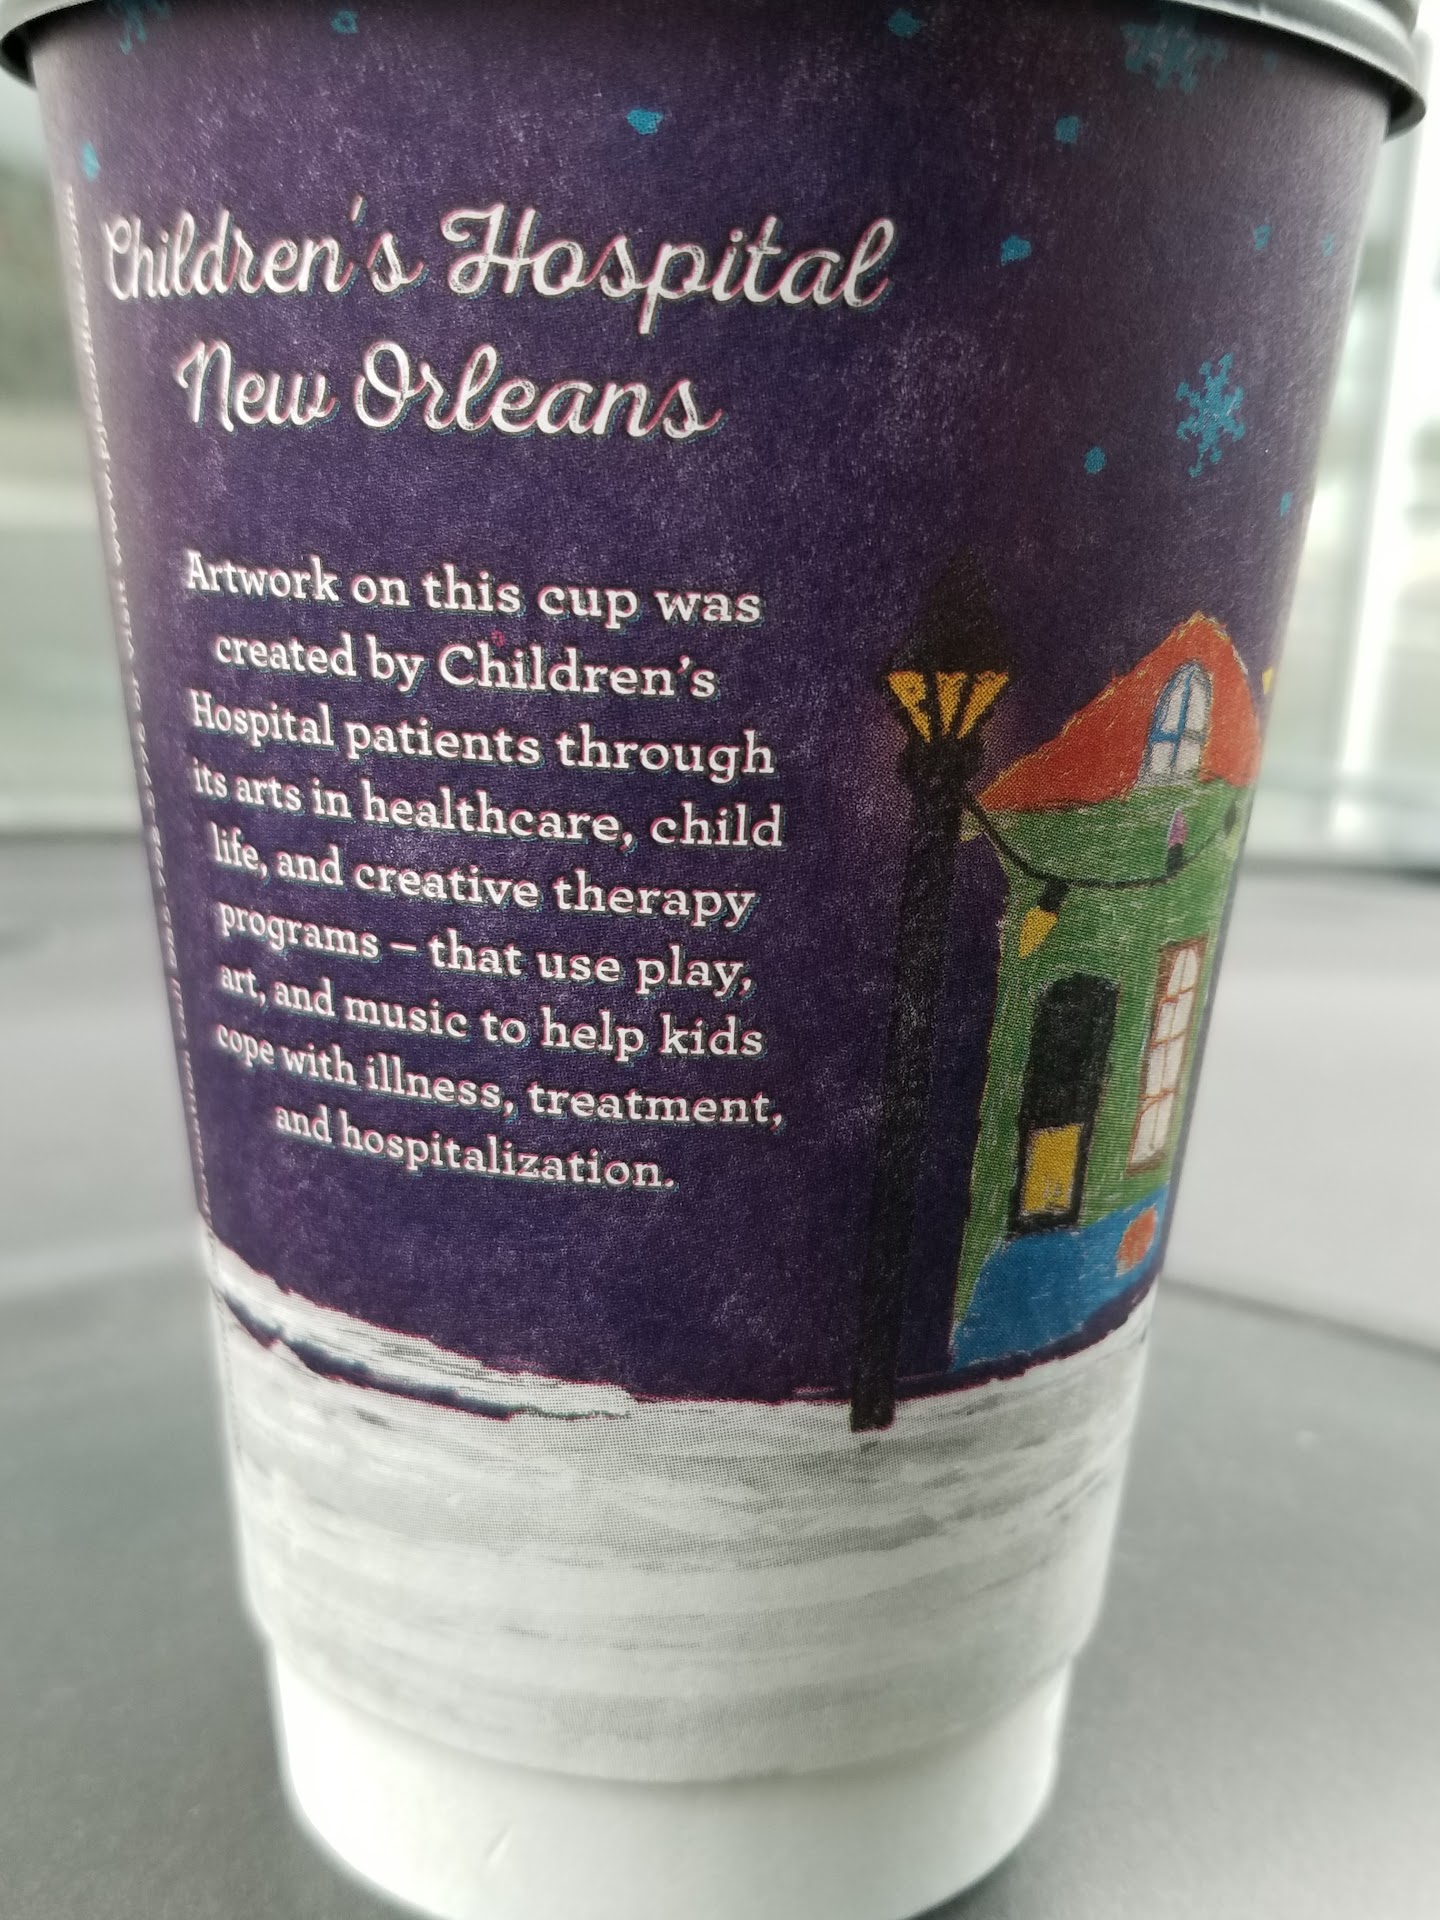 Children's Hospital
New Orleans
Artwork on this cup was
created by Children's
Hospital patients through
its arts in healthcare, child
life, and creative therapy
programs – that use play,
art, and music to help kids
cope with illness, treatment,
and hospitalization.